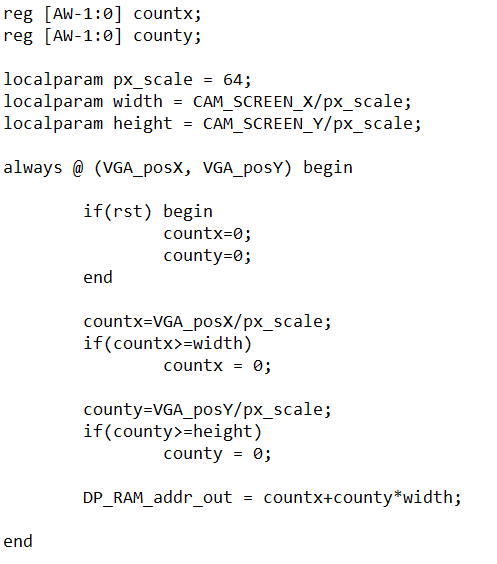 reg [AW-1:0] countx;
reg [AW-1:0] county;

localparam px_scale = 64;
localparam width = CAM_SCREEN_X/px_scale;
localparam height = CAM_SCREEN_Y/px_scale;

always @ (VGA_posX, VGA_posY) begin

        if(rst) begin
                countx=0;
                county=0;
        end

        countx=VGA_posX/px_scale;
        if(countx>=width)
                countx = 0;

        county=VGA_posY/px_scale;
        if(county>=height)
                county = 0;

        DP_RAM_addr_out = countx+county*width;

end